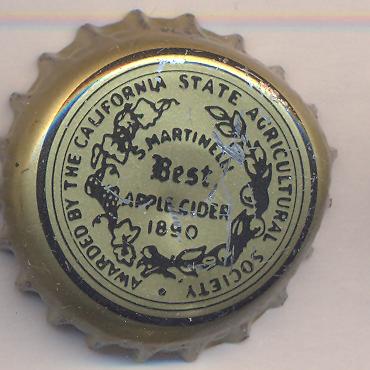 AWARDED BY THE CALIFORNIA STATE AGRICULTURAL SOCIETY
S. MARTINELLI
Best
APPLE CIDER
1890